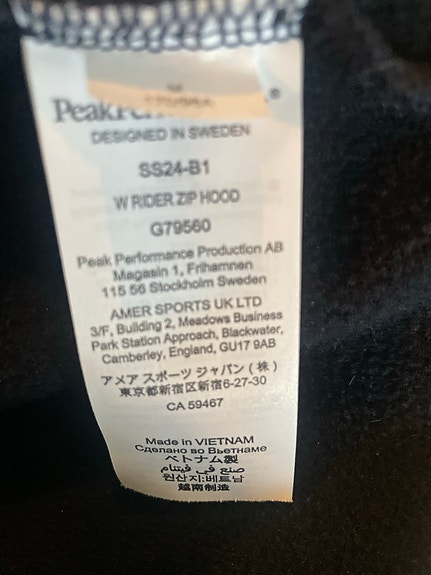 Peak
DESIGNED IN SWEDEN
SS24-B1
W RIDER ZIP HOOD
G79560
Peak Performance Production AB
Magasin 1, Frihamnen
115 56 Stockholm Sweden
AMER SPORTS UK LTD
3/F, Building 2, Meadows Business
Park Station Approach, Blackwater,
Camberley, England, GU17 9AB
アメア スポーツ ジャパン ( 株 )
東京都新宿区新宿6-27-30
CA 59467
Made in VIETNAM
Сделано во Вьетнаме
ベトナム製
صنع في فيتنام
원산지:베트남
越南制造